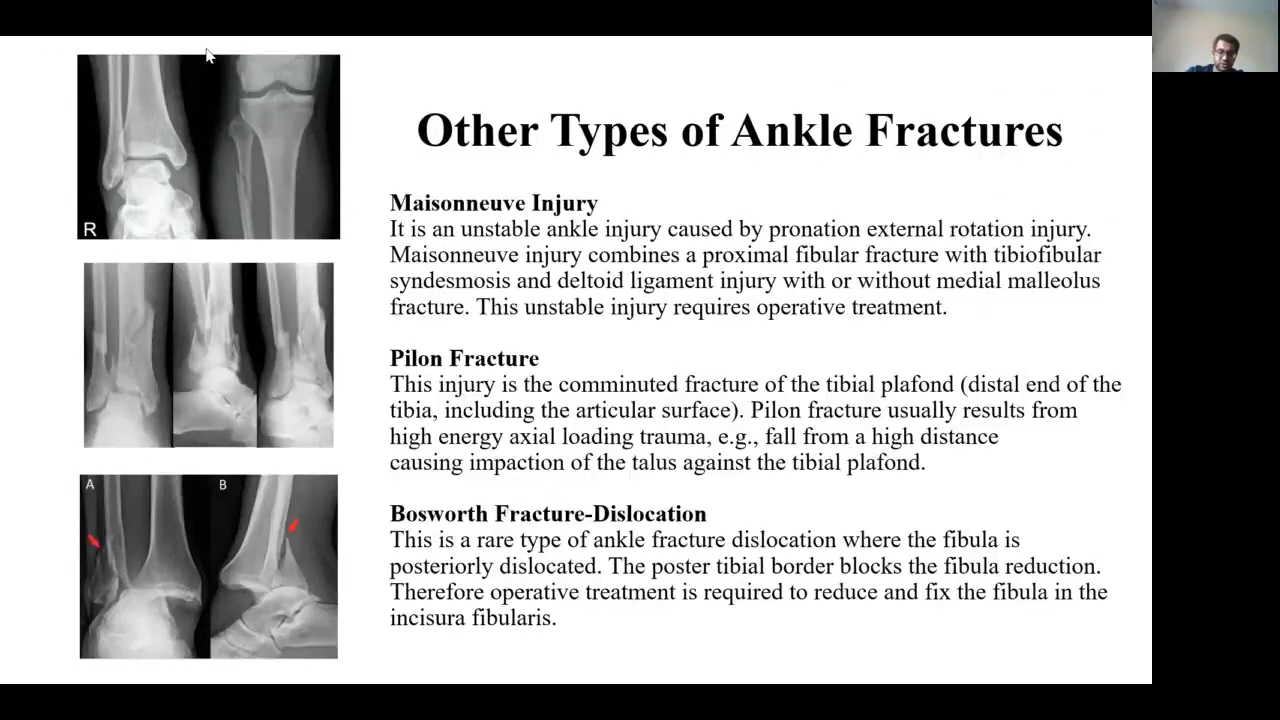 Other Types of Ankle Fractures
R
Maisonneuve Injury
It is an unstable ankle injury caused by pronation external rotation injury.
Maisonneuve injury combines a proximal fibular fracture with tibiofibular
syndesmosis and deltoid ligament injury with or without medial malleolus
fracture. This unstable injury requires operative treatment.
Pilon Fracture
This injury is the comminuted fracture of the tibial plafond (distal end of the
tibia, including the articular surface). Pilon fracture usually results from
high energy axial loading trauma, e.g., fall from a high distance
causing impaction of the talus against the tibial plafond.
A
B
Bosworth Fracture-Dislocation
This is a rare type of ankle fracture dislocation where the fibula is
posteriorly dislocated. The poster tibial border blocks the fibula reduction.
Therefore operative treatment is required to reduce and fix the fibula in the
incisura fibularis.